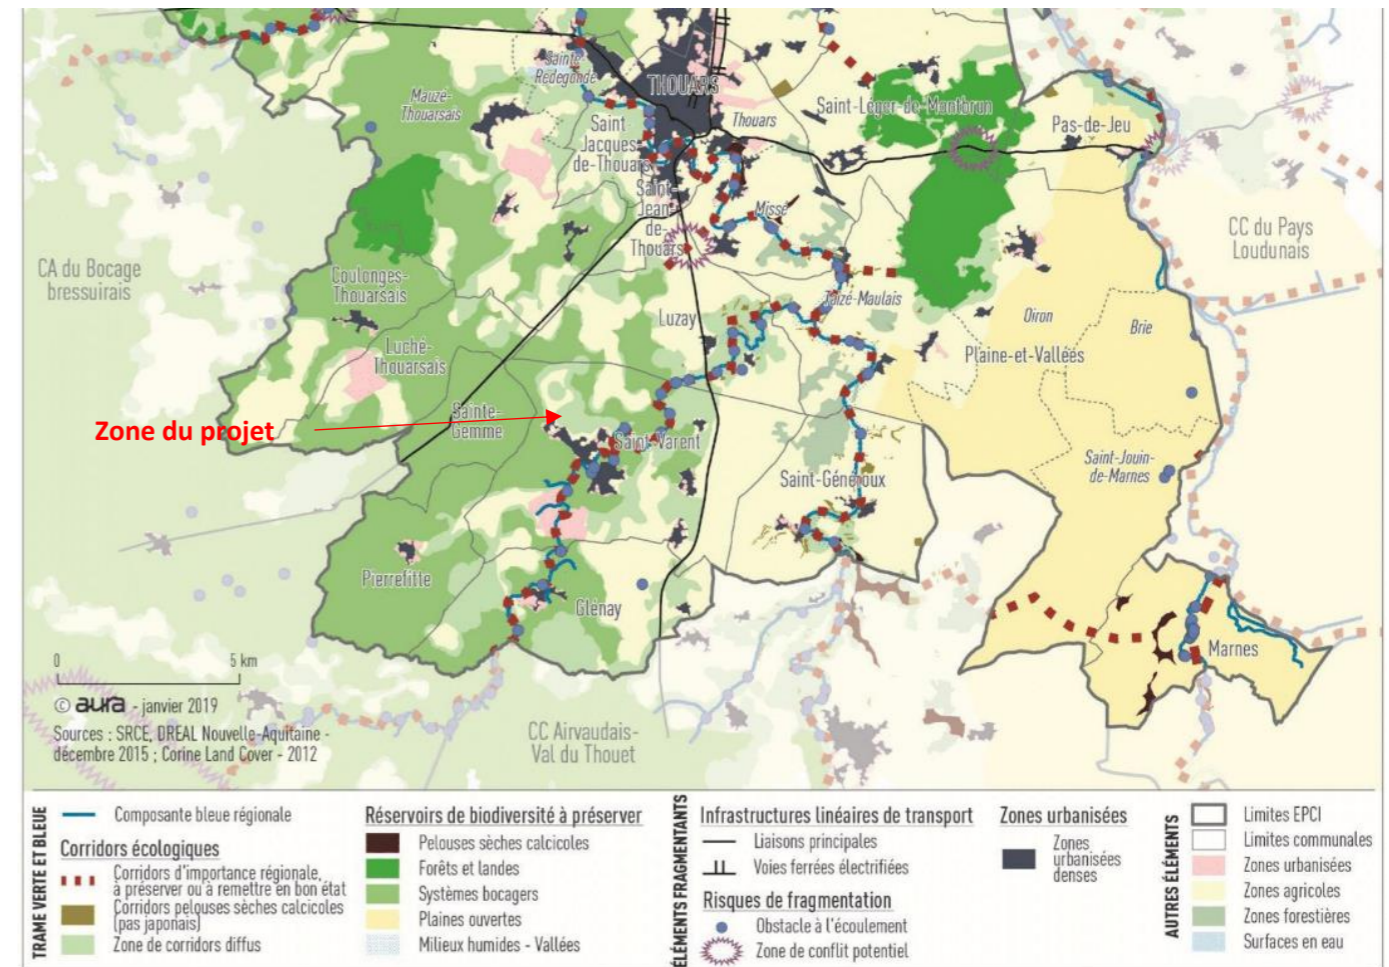 Sainte-
Redegonde
THOUARS
Mauzé-
Thouarsais
Saint-Léger-de-Montbrun
Thouars
Pas-de-Jeu
Saint
Jacques-
de-Thouars
Saint-
Jean-
de-
Thouars
Missé
CC du Pays
Loudunais
CA du Bocage
bressuirais
Coulonges-
Thouarsais
Taizé-Maulais
Luzay
Oiron
Brie
Luché-
Thouarsais
Plaine-et-Vallées
Zone du projet
Sainte-
Gemme
Saint-Varent
Saint-Jouin-
de-Marnes
Saint-Généroux
Pierrefitte
Glénay
Marnes
0 5 km
© aura - janvier 2019
Sources : SRCE, DREAL Nouvelle-Aquitaine -
décembre 2015 ; Corine Land Cover - 2012
CC Airvaudais-
Val du Thouet
TRAME VERTE ET BLEUE
Composante bleue régionale
Corridors écologiques
Corridors d'importance régionale,
à préserver ou à remettre en bon état
Corridors pelouses sèches calcicoles
(pas japonais)
Zone de corridors diffus
Réservoirs de biodiversité à préserver
Pelouses sèches calcicoles
Forêts et landes
Systèmes bocagers
Plaines ouvertes
Milieux humides - Vallées
ÉLÉMENTS FRAGMENTANTS
Infrastructures linéaires de transport
Liaisons principales
Voies ferrées électrifiées
Risques de fragmentation
Obstacle à l'écoulement
Zone de conflit potentiel
Zones urbanisées
Zones
urbanisées
denses
AUTRES ÉLÉMENTS
Limites EPCI
Limites communales
Zones urbanisées
Zones agricoles
Zones forestières
Surfaces en eau